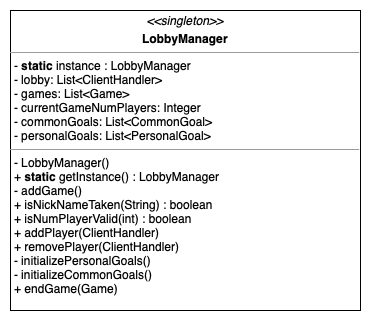 <<singleton>>
LobbyManager
- static instance : LobbyManager
- lobby: List<ClientHandler>
- games: List<Game>
- currentGameNumPlayers: Integer
- commonGoals: List<CommonGoal>
- personalGoals: List<PersonalGoal>
- LobbyManager()
+ static getInstance() : LobbyManager
- addGame()
+ isNickNameTaken(String) : boolean
+ isNumPlayerValid(int) : boolean
+ addPlayer(ClientHandler)
+ removePlayer(ClientHandler)
- initializePersonalGoals()
- initializeCommonGoals()
+ endGame(Game)